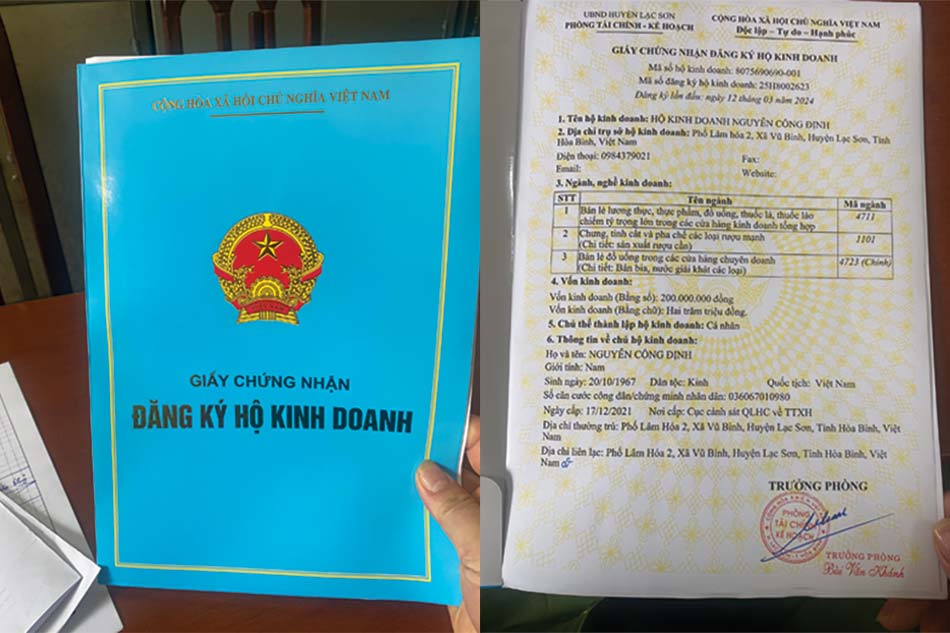 CỘNG HÒA XÃ HỘI CHỦ NGHĨA VIỆT NAM
GIẤY CHỨNG NHẬN
ĐĂNG KÝ HỘ KINH DOANH
UBND HUYỆN LẠC SƠN
PHÒNG TÀI CHÍNH - KẾ HOẠCH
CỘNG HÒA XÃ HỘI CHỦ NGHĨA VIỆT NAM
Độc lập – Tự do – Hạnh phúc
GIẤY CHỨNG NHẬN ĐĂNG KÝ HỘ KINH DOANH
Mã số hộ kinh doanh: 8075690690-001
Mã số đăng ký hộ kinh doanh: 25H8002623
Đăng ký lần đầu: ngày 12 tháng 03 năm 2024
1. Tên hộ kinh doanh: HỘ KINH DOANH NGUYỄN CÔNG ĐỊNH
2. Địa chỉ trụ sở hộ kinh doanh: Phố Lâm hóa 2, Xã Vũ Bình, Huyện Lạc Sơn, Tỉnh
Hòa Bình, Việt Nam
Điện thoại: 0984379021 Fax:
Email: Website:
3. Ngành, nghề kinh doanh:
STT Tên ngành Mã ngành
1 Bán lẻ lương thực, thực phẩm, đồ uống, thuốc lá, thuốc lào
chiếm tỷ trọng lớn trong các cửa hàng kinh doanh tổng hợp 4711
2 Chưng, tinh cất và pha chế các loại rượu mạnh
(Chi tiết: sản xuất rượu cần) 1101
3 Bán lẻ đồ uống trong các cửa hàng chuyên doanh
(Chi tiết: Bán bia, nước giải khát các loại) 4723 (Chính)
4. Vốn kinh doanh:
Vốn kinh doanh (Bằng số): 200.000.000 đồng
Vốn kinh doanh (Bằng chữ): Hai trăm triệu đồng.
5. Chủ thể thành lập hộ kinh doanh: Cá nhân
6. Thông tin về chủ hộ kinh doanh:
Họ và tên: NGUYỄN CÔNG ĐỊNH
Giới tính: Nam
Sinh ngày: 20/10/1967 Dân tộc: Kinh Quốc tịch: Việt Nam
Số căn cước công dân/chứng minh nhân dân: 036067010980
Ngày cấp: 17/12/2021 Nơi cấp: Cục cảnh sát QLHC về TTXH
Địa chỉ thường trú: Phố Lâm Hóa 2, Xã Vũ Bình, Huyện Lạc Sơn, Tỉnh Hòa Bình, Việt
Nam
Địa chỉ liên lạc: Phố Lâm Hóa 2, Xã Vũ Bình, Huyện Lạc Sơn, Tỉnh Hòa Bình, Việt
Nam
TRƯỞNG PHÒNG
PHÒNG
TÀI CHÍNH
KẾ HOẠCH
TRƯỞNG PHÒNG
Bùi Văn Khánh